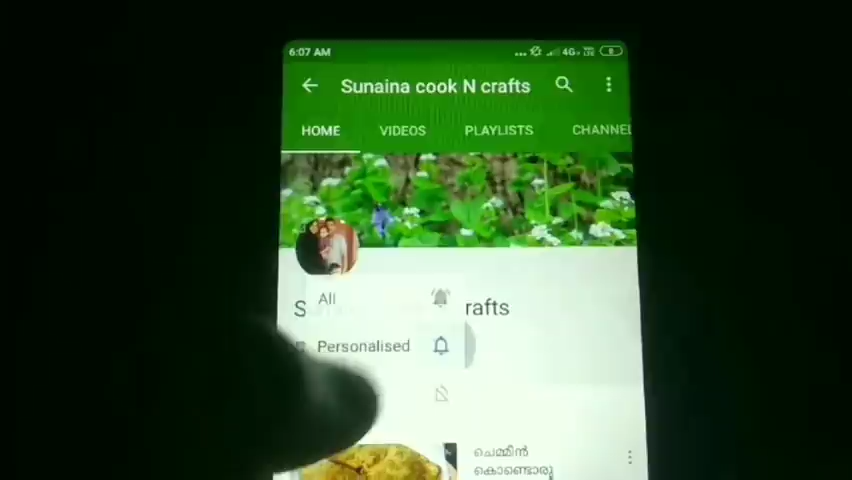 6:07 AM
4G+
Sunaina cook N crafts
HOME VIDEOS PLAYLISTS CHANNEL
All
rafts
Personalised
ചെമ്മീൻ
കൊണ്ടൊരു